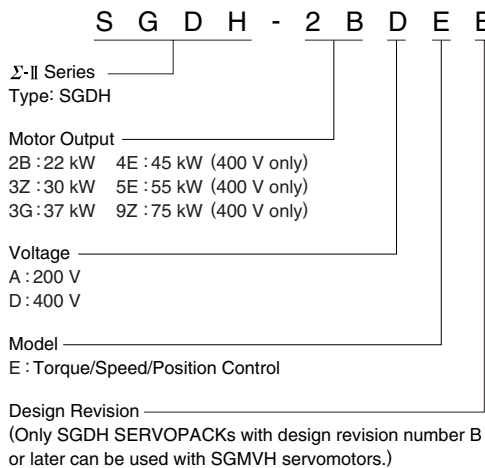 S G D H - 2 B D E B
Σ-II Series
Type: SGDH
Motor Output
2B : 22 kW 4E : 45 kW (400 V only)
3Z : 30 kW 5E : 55 kW (400 V only)
3G : 37 kW 9Z : 75 kW (400 V only)
Voltage
A : 200 V
D : 400 V
Model
E : Torque/Speed/Position Control
Design Revision
(Only SGDH SERVOPACKs with design revision number B
or later can be used with SGMVH servomotors.)